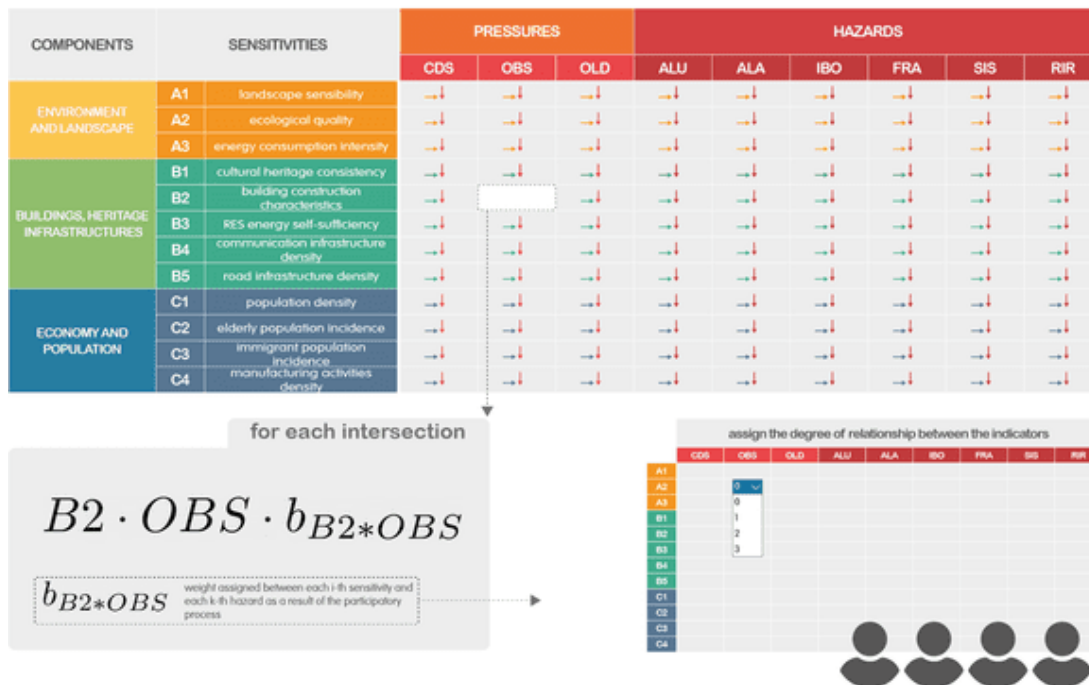 COMPONENTS SENSITIVITIES PRESSURES HAZARDS
CDS OBS OLD ALU ALA IBO FRA SIS RIR
ENVIRONMENT
AND LANDSCAPE
A1 landscape sensibility
A2 ecological quality
A3 energy consumption intensity
BUILDINGS, HERITAGE
INFRASTRUCTURES
B1 cultural heritage consistency
B2 building construction
characteristics
B3 RES energy self-sufficiency
B4 communication infrastructure
density
B5 road infrastructure density
ECONOMY AND
POPULATION
C1 population density
C2 elderly population incidence
C3 immigrant population
incidence
C4 manufacturing activities
density
for each intersection
B2 · OBS · b_{B2*OBS}
b_{B2*OBS}
weight assigned between each i-th sensitivity and
each k-th hazard as a result of the participatory
process
assign the degree of relationship between the indicators
CDS OBS OLD ALU ALA IBO FRA SIS RIR
A1
A2 0
A3 0
B1 1
B2 2
B3 3
B4
B5
C1
C2
C3
C4